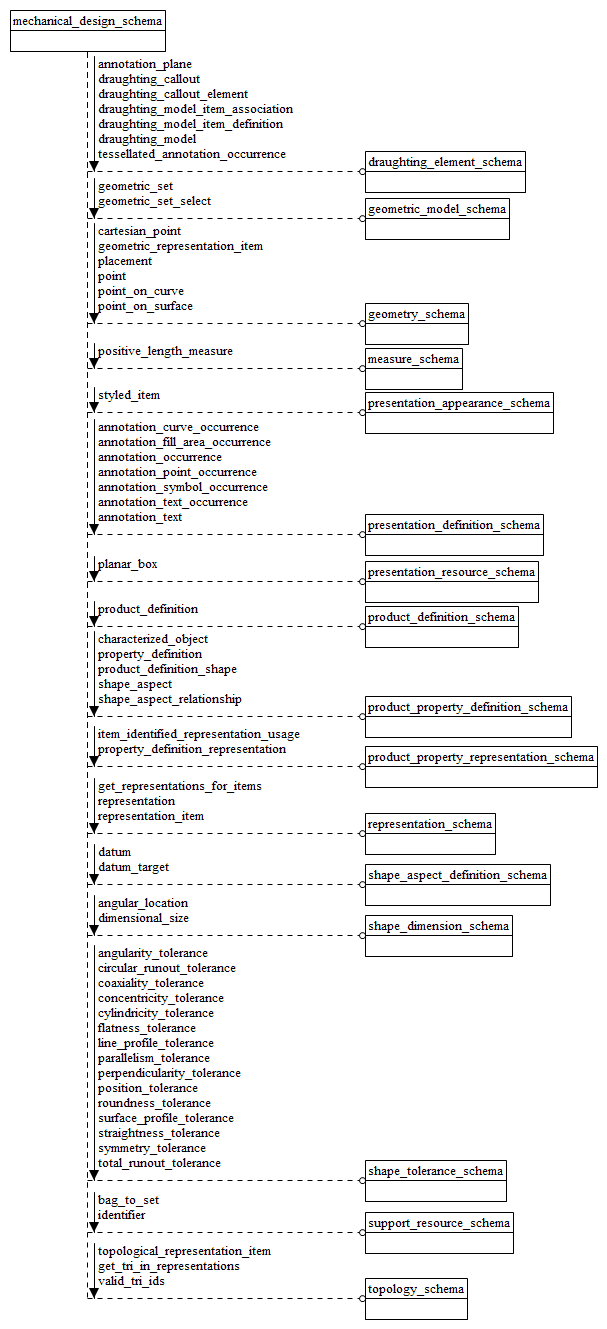 mechanical_design_schema
annotation_plane
draughting_callout
draughting_callout_element
draughting_model_item_association
draughting_model_item_definition
draughting_model
tessellated_annotation_occurrence
draughting_element_schema
geometric_set
geometric_set_select
geometric_model_schema
cartesian_point
geometric_representation_item
placement
point
point_on_curve
point_on_surface
geometry_schema
positive_length_measure
measure_schema
styled_item
presentation_appearance_schema
annotation_curve_occurrence
annotation_fill_area_occurrence
annotation_occurrence
annotation_point_occurrence
annotation_symbol_occurrence
annotation_text_occurrence
annotation_text
presentation_definition_schema
planar_box
presentation_resource_schema
product_definition
product_definition_schema
characterized_object
property_definition
product_definition_shape
shape_aspect
shape_aspect_relationship
product_property_definition_schema
item_identified_representation_usage
property_definition_representation
product_property_representation_schema
get_representations_for_items
representation
representation_item
representation_schema
datum
datum_target
shape_aspect_definition_schema
angular_location
dimensional_size
shape_dimension_schema
angularity_tolerance
circular_runout_tolerance
coaxiality_tolerance
concentricity_tolerance
cylindricity_tolerance
flatness_tolerance
line_profile_tolerance
parallelism_tolerance
perpendicularity_tolerance
position_tolerance
roundness_tolerance
surface_profile_tolerance
straightness_tolerance
symmetry_tolerance
total_runout_tolerance
shape_tolerance_schema
bag_to_set
identifier
support_resource_schema
topological_representation_item
get_tri_in_representations
valid_tri_ids
topology_schema